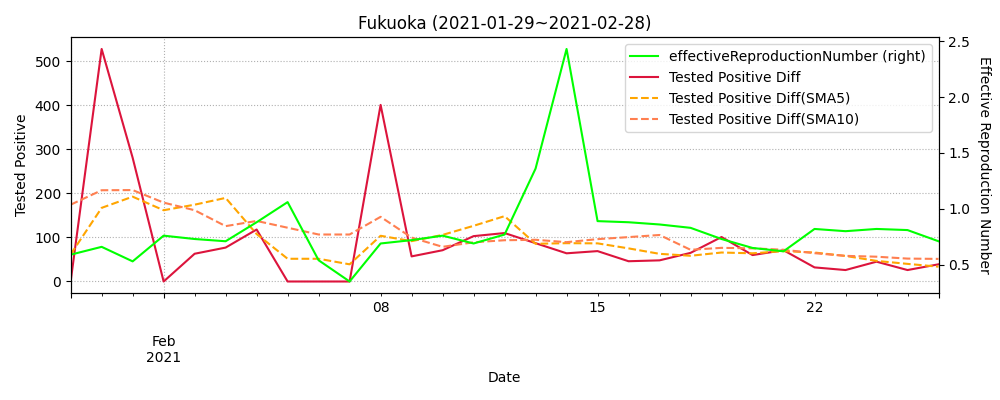 Fukuoka (2021-01-29~2021-02-28)
effectiveReproductionNumber (right)
Tested Positive Diff
Tested Positive Diff(SMA5)
Tested Positive Diff(SMA10)
Tested Positive
500
400
300
200
100
0
2.5
2.0
1.5
1.0
0.5
Effective Reproduction Number
08
15
22
Feb
2021
Date